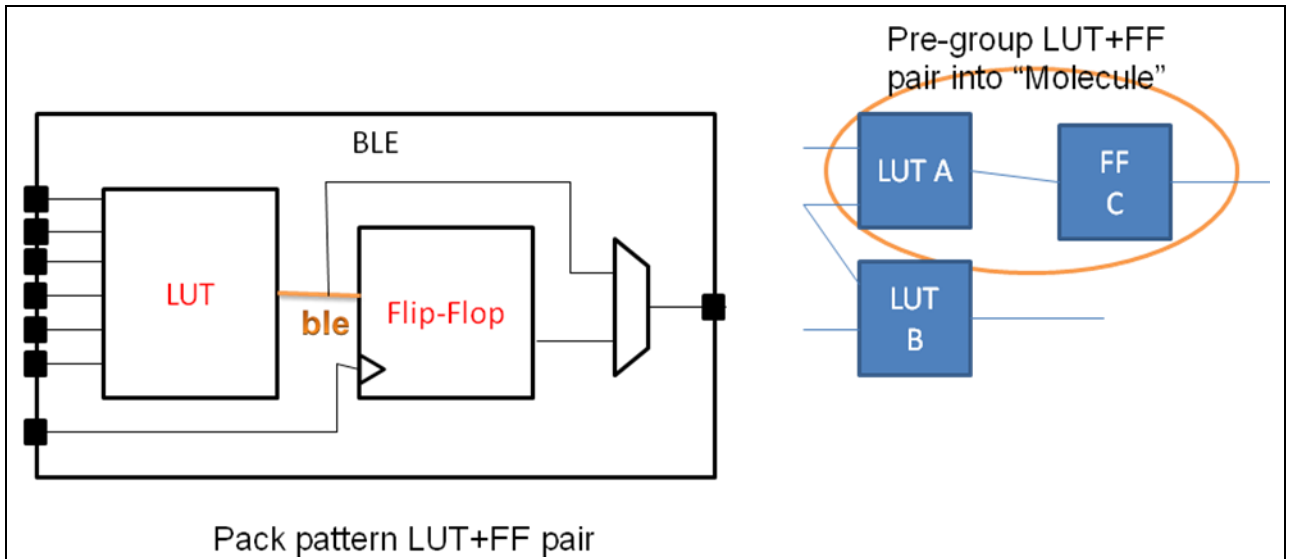 Pre-group LUT+FF
pair into “Molecule”
BLE
LUT
ble
Flip-Flop
LUT A
FF
C
LUT
B
Pack pattern LUT+FF pair